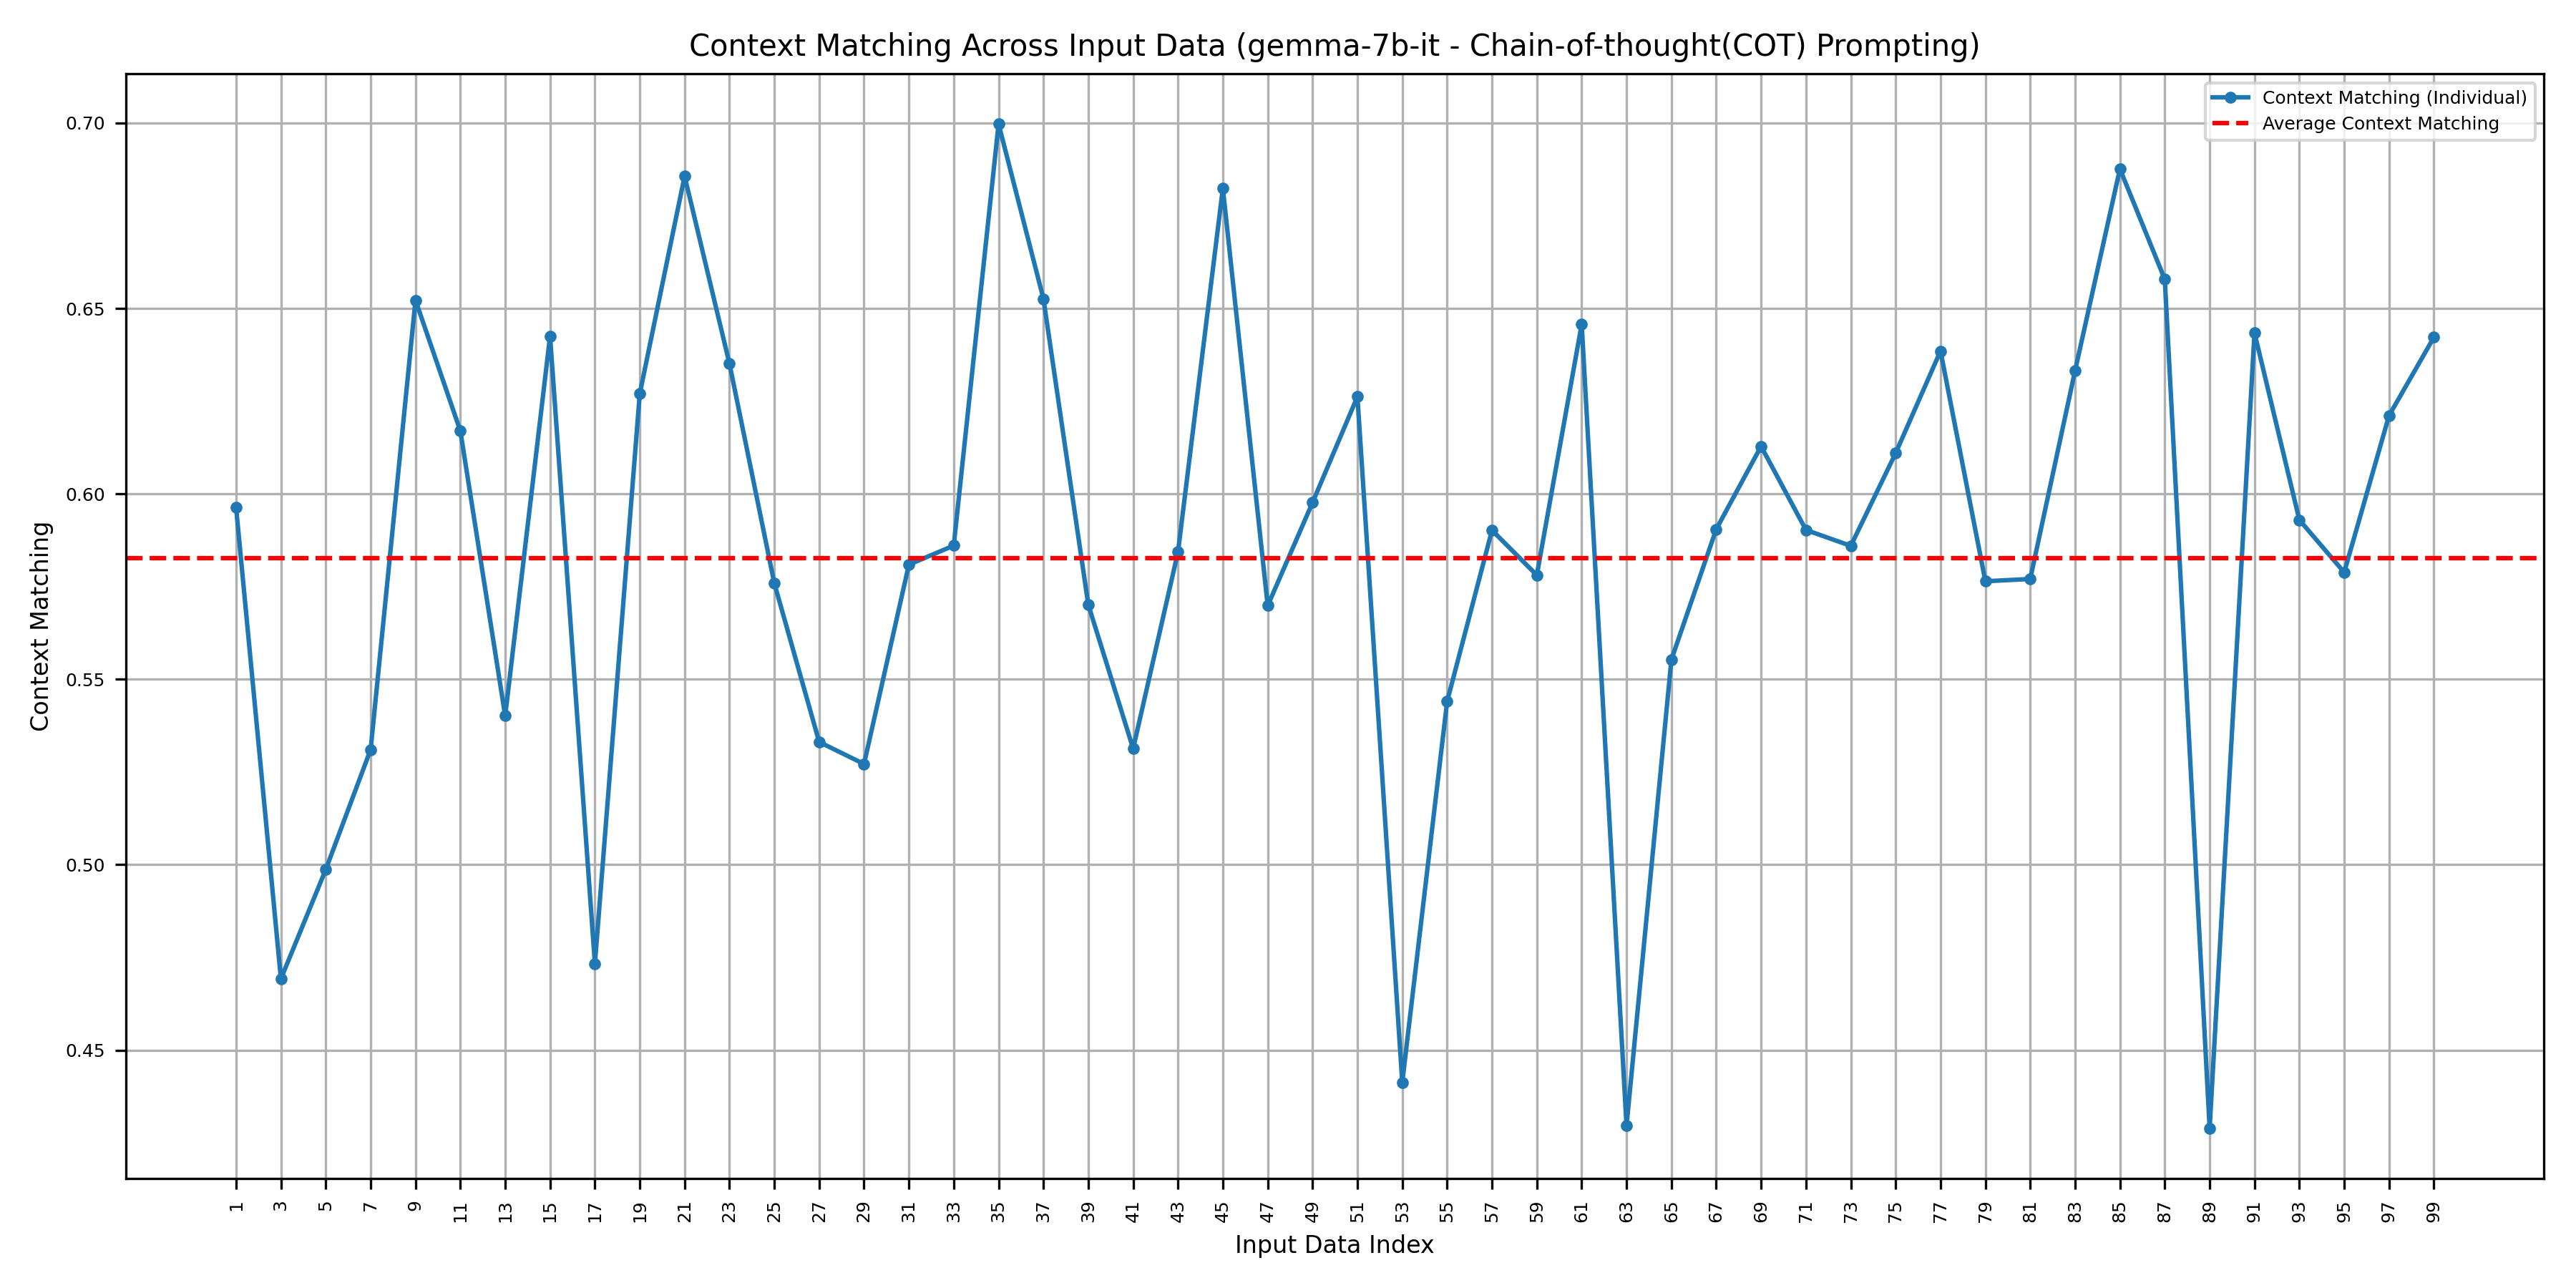 Context Matching Across Input Data (gemma-7b-it - Chain-of-thought(COT) Prompting)
Context Matching (Individual)
Average Context Matching
Context Matching
0.70
0.65
0.60
0.55
0.50
0.45
1 3 5 7 9 11 13 15 17 19 21 23 25 27 29 31 33 35 37 39 41 43 45 47 49 51 53 55 57 59 61 63 65 67 69 71 73 75 77 79 81 83 85 87 89 91 93 95 97 99
Input Data Index